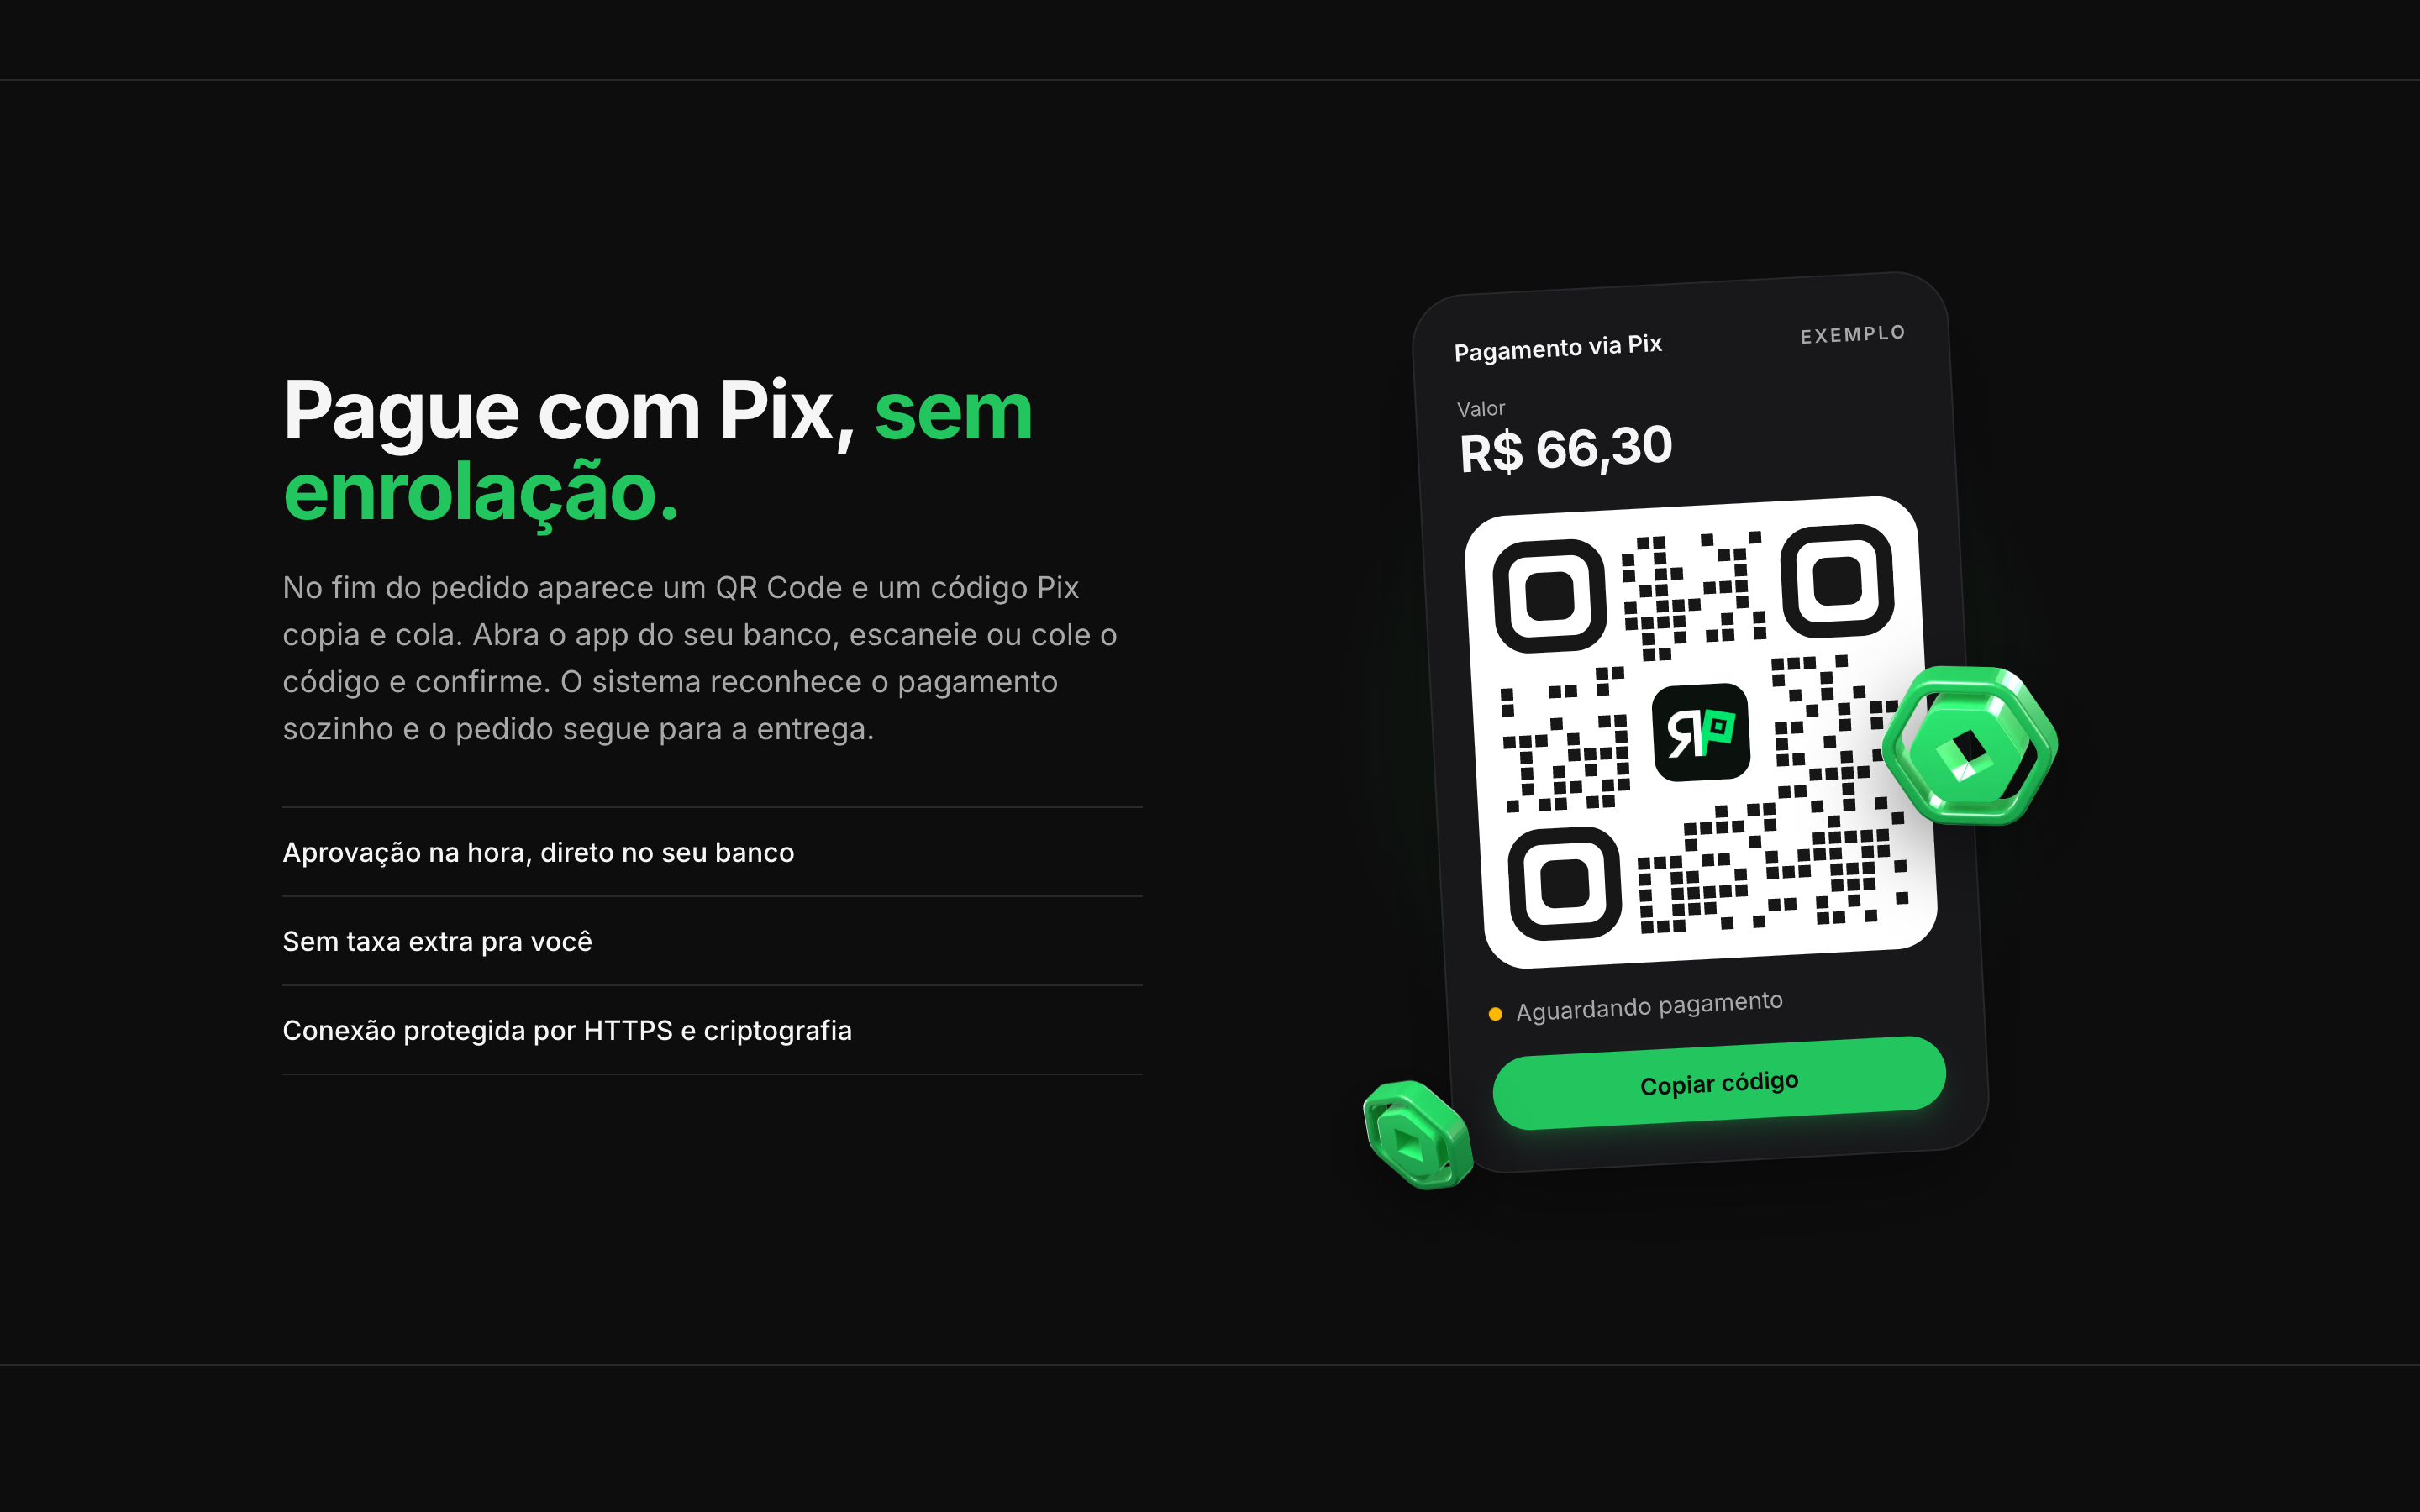 Pague com Pix, sem
enrolação.
No fim do pedido aparece um QR Code e um código Pix
copia e cola. Abra o app do seu banco, escaneie ou cole o
código e confirme. O sistema reconhece o pagamento
sozinho e o pedido segue para a entrega.
Aprovação na hora, direto no seu banco
Sem taxa extra pra você
Conexão protegida por HTTPS e criptografia
Pagamento via Pix
EXEMPLO
Valor
R$ 66,30
Aguardando pagamento
Copiar código